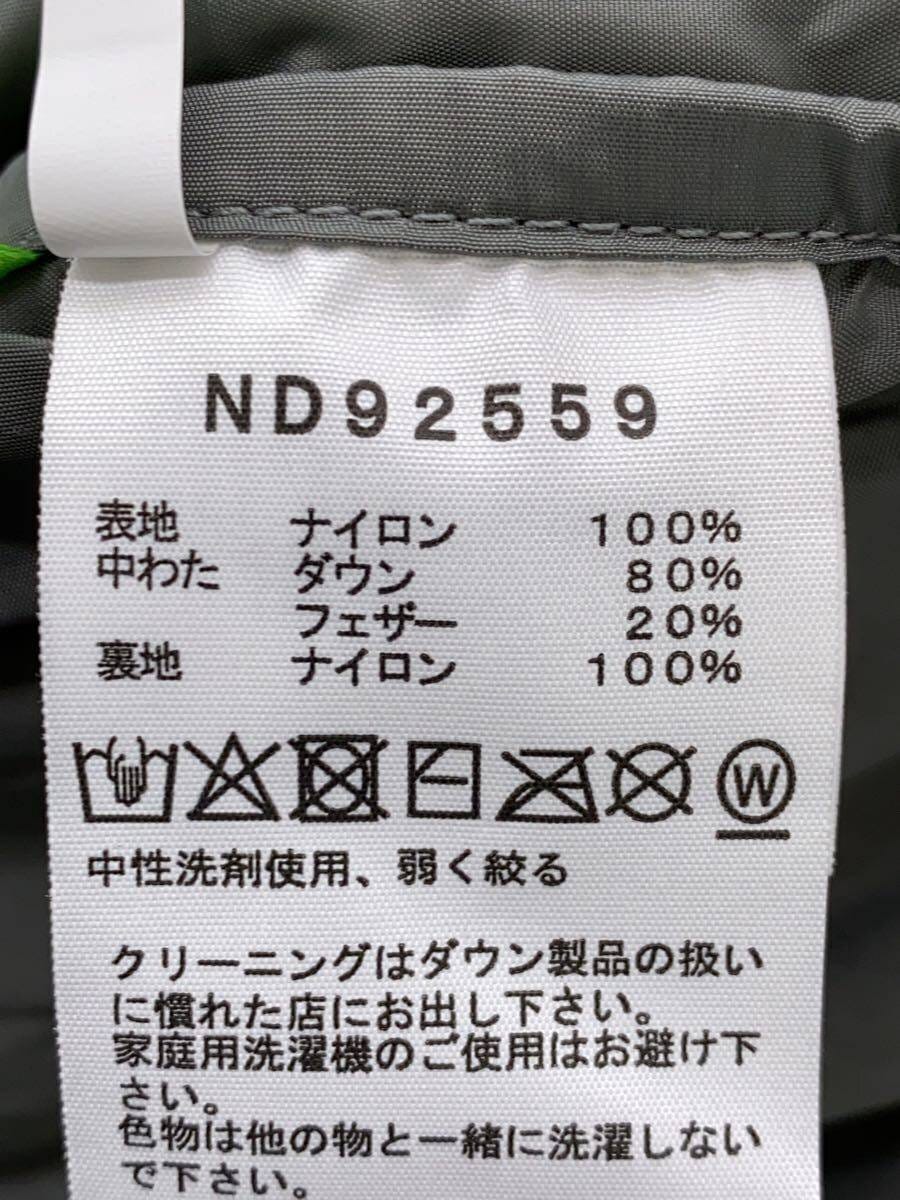 ND92559
表地 ナイロン 100%
中わた ダウン 80%
フェザー 20%
裏地 ナイロン 100%
W
中性洗剤使用、弱く絞る
クリーニングはダウン製品の扱い
に慣れた店にお出し下さい。
家庭用洗濯機のご使用はお避け下
さい。
色物は他の物と一緒に洗濯しない
で下さい。